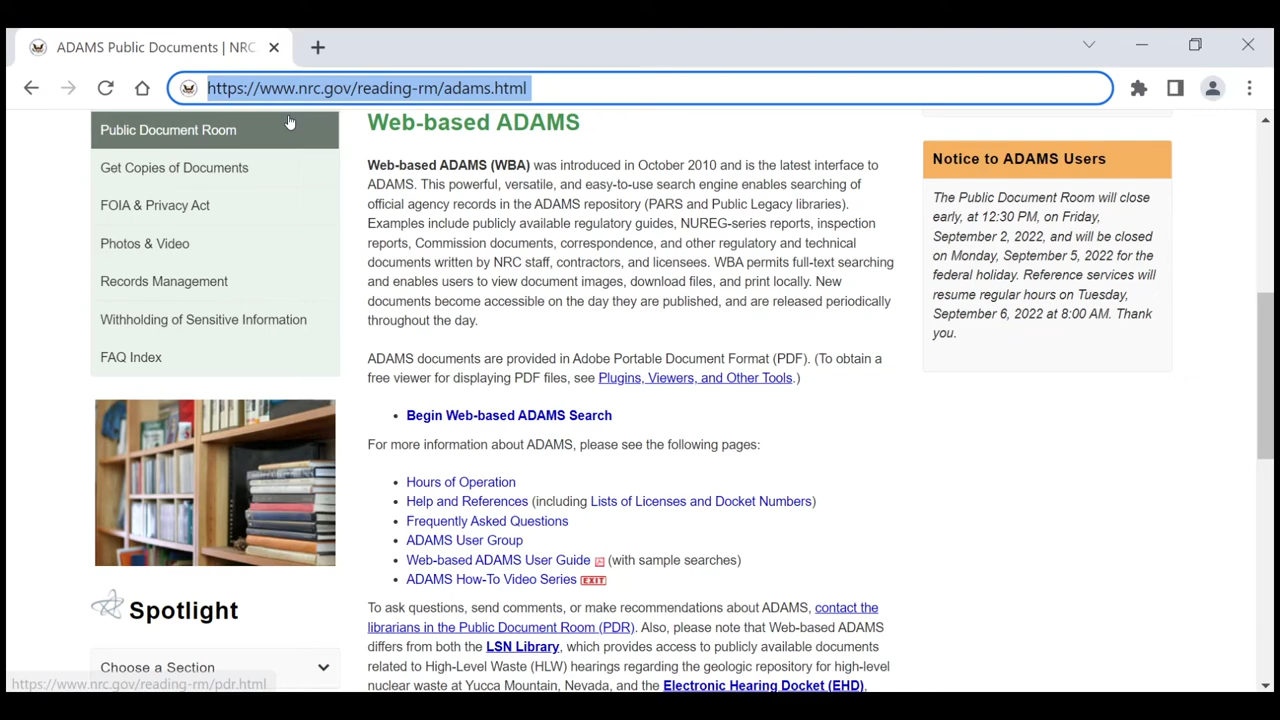 ADAMS Public Documents | NRC
https://www.nrc.gov/reading-rm/adams.html
Public Document Room
Get Copies of Documents
FOIA & Privacy Act
Photos & Video
Records Management
Withholding of Sensitive Information
FAQ Index
Spotlight
Choose a Section
https://www.nrc.gov/reading-rm/pdr.html
Web-based ADAMS
Web-based ADAMS (WBA) was introduced in October 2010 and is the latest interface to
ADAMS. This powerful, versatile, and easy-to-use search engine enables searching of
official agency records in the ADAMS repository (PARS and Public Legacy libraries).
Examples include publicly available regulatory guides, NUREG-series reports, inspection
reports, Commission documents, correspondence, and other regulatory and technical
documents written by NRC staff, contractors, and licensees. WBA permits full-text searching
and enables users to view document images, download files, and print locally. New
documents become accessible on the day they are published, and are released periodically
throughout the day.
ADAMS documents are provided in Adobe Portable Document Format (PDF). (To obtain a
free viewer for displaying PDF files, see Plugins, Viewers, and Other Tools.)
• Begin Web-based ADAMS Search
For more information about ADAMS, please see the following pages:
• Hours of Operation
• Help and References (including Lists of Licenses and Docket Numbers)
• Frequently Asked Questions
• ADAMS User Group
• Web-based ADAMS User Guide (with sample searches)
• ADAMS How-To Video Series EXIT
To ask questions, send comments, or make recommendations about ADAMS, contact the
librarians in the Public Document Room (PDR). Also, please note that Web-based ADAMS
differs from both the LSN Library, which provides access to publicly available documents
related to High-Level Waste (HLW) hearings regarding the geologic repository for high-level
nuclear waste at Yucca Mountain, Nevada, and the Electronic Hearing Docket (EHD),
Notice to ADAMS Users
The Public Document Room will close
early, at 12:30 PM, on Friday,
September 2, 2022, and will be closed
on Monday, September 5, 2022 for the
federal holiday. Reference services will
resume regular hours on Tuesday,
September 6, 2022 at 8:00 AM. Thank
you.